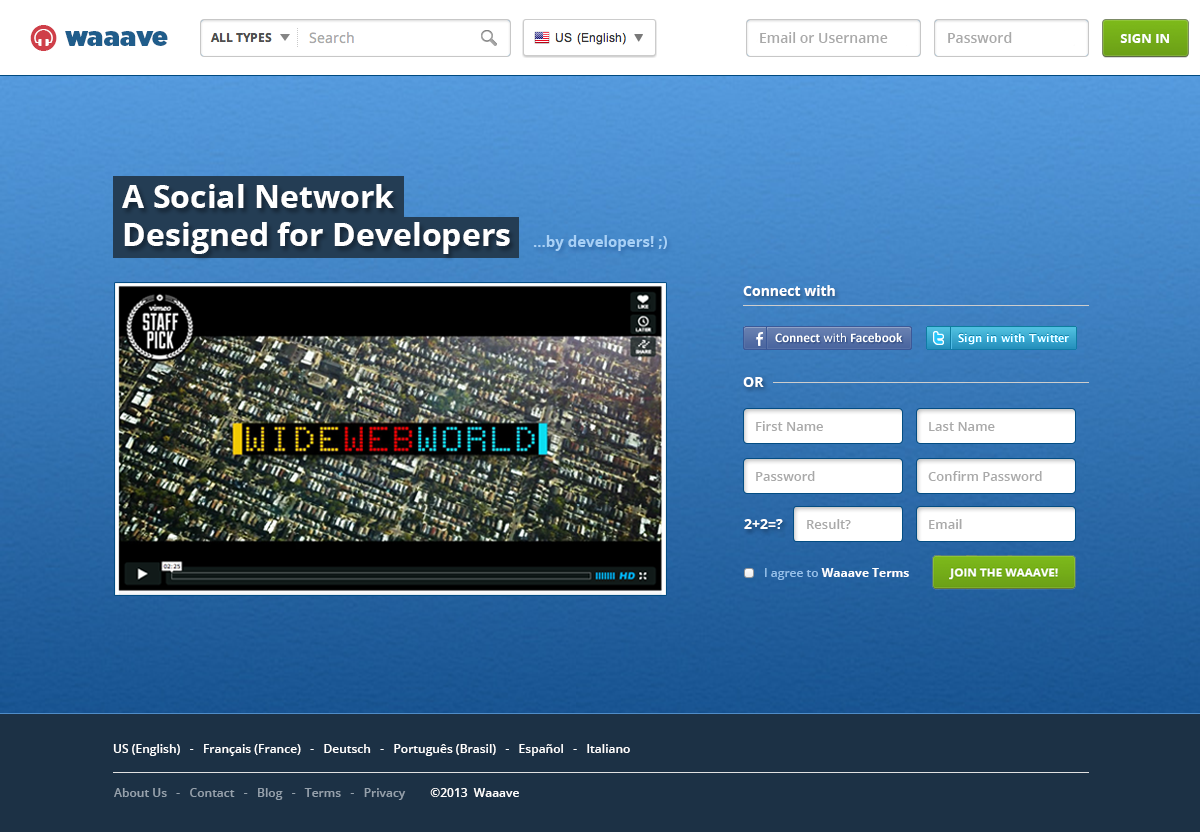 waaave
ALL TYPES Search US (English)
Email or Username Password SIGN IN
A Social Network
Designed for Developers ...by developers! ;)
vimeo
STAFF
PICK
LIKE
LATER
SHARE
WIDEWEBWORLD
02:25
HD
Connect with
Connect with Facebook Sign in with Twitter
OR
First Name Last Name
Password Confirm Password
2+2=? Result? Email
I agree to Waaave Terms JOIN THE WAAAVE!
US (English) - Français (France) - Deutsch - Português (Brasil) - Español - Italiano
About Us - Contact - Blog - Terms - Privacy ©2013 Waaave